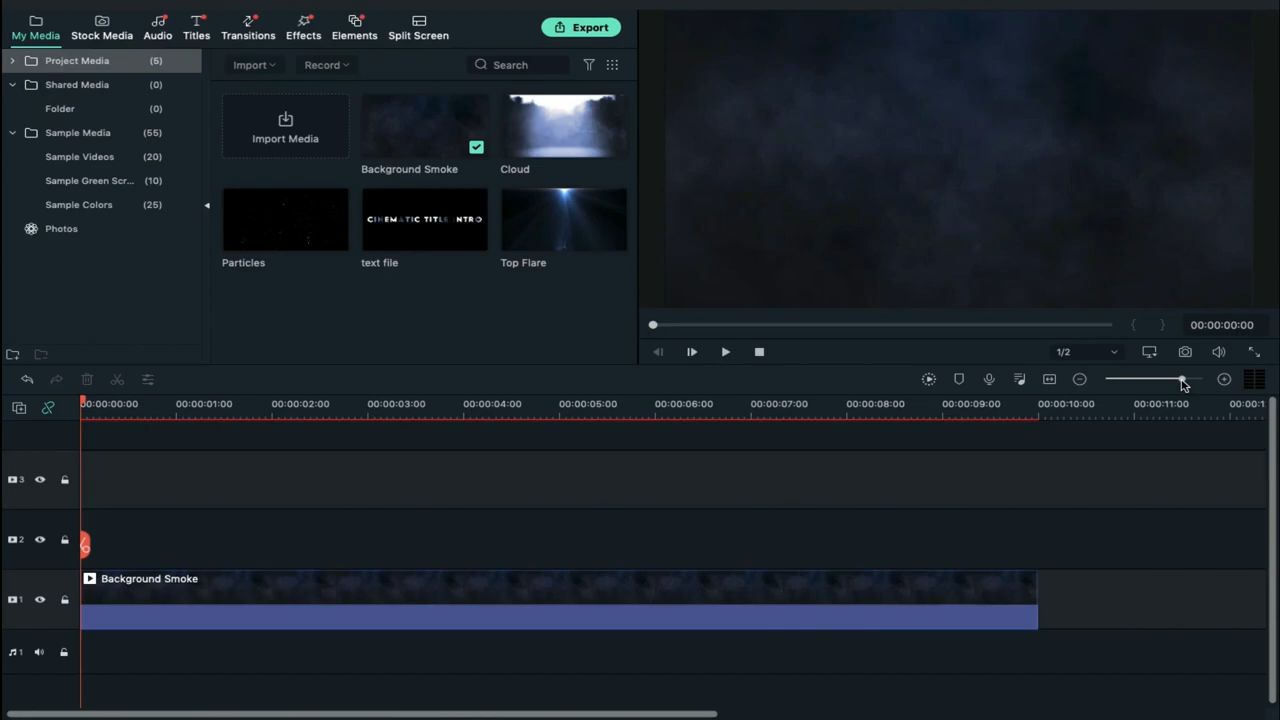 My Media
Stock Media
Audio
Titles
Transitions
Effects
Elements
Split Screen
Export
Project Media (5)
Shared Media (0)
Folder (0)
Sample Media (55)
Sample Videos (20)
Sample Green Scr... (10)
Sample Colors (25)
Photos
Import
Record
Search
Import Media
Background Smoke
Cloud
CINEMATIC TITLE INTRO
Particles
text file
Top Flare
00:00:00:00
1/2
00:00:00:00 00:00:01:00 00:00:02:00 00:00:03:00 00:00:04:00 00:00:05:00 00:00:06:00 00:00:07:00 00:00:08:00 00:00:09:00 00:00:10:00 00:00:11:00 00:00:1
3
2
Background Smoke
1
1